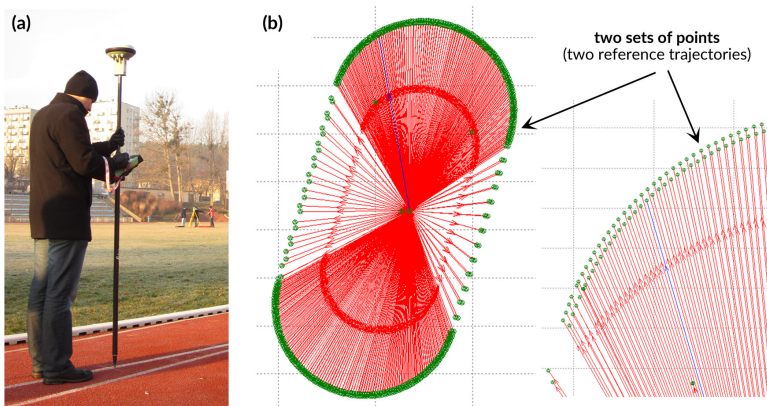 (a)
(b)
two sets of points
(two reference trajectories)